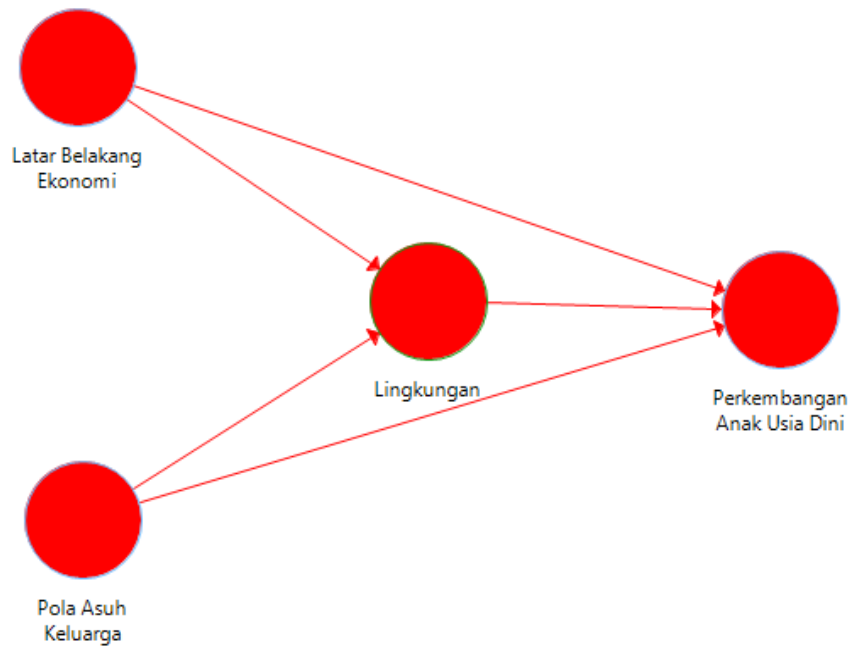 Latar Belakang
Ekonomi
Lingkungan
Perkembangan
Anak Usia Dini
Pola Asuh
Keluarga